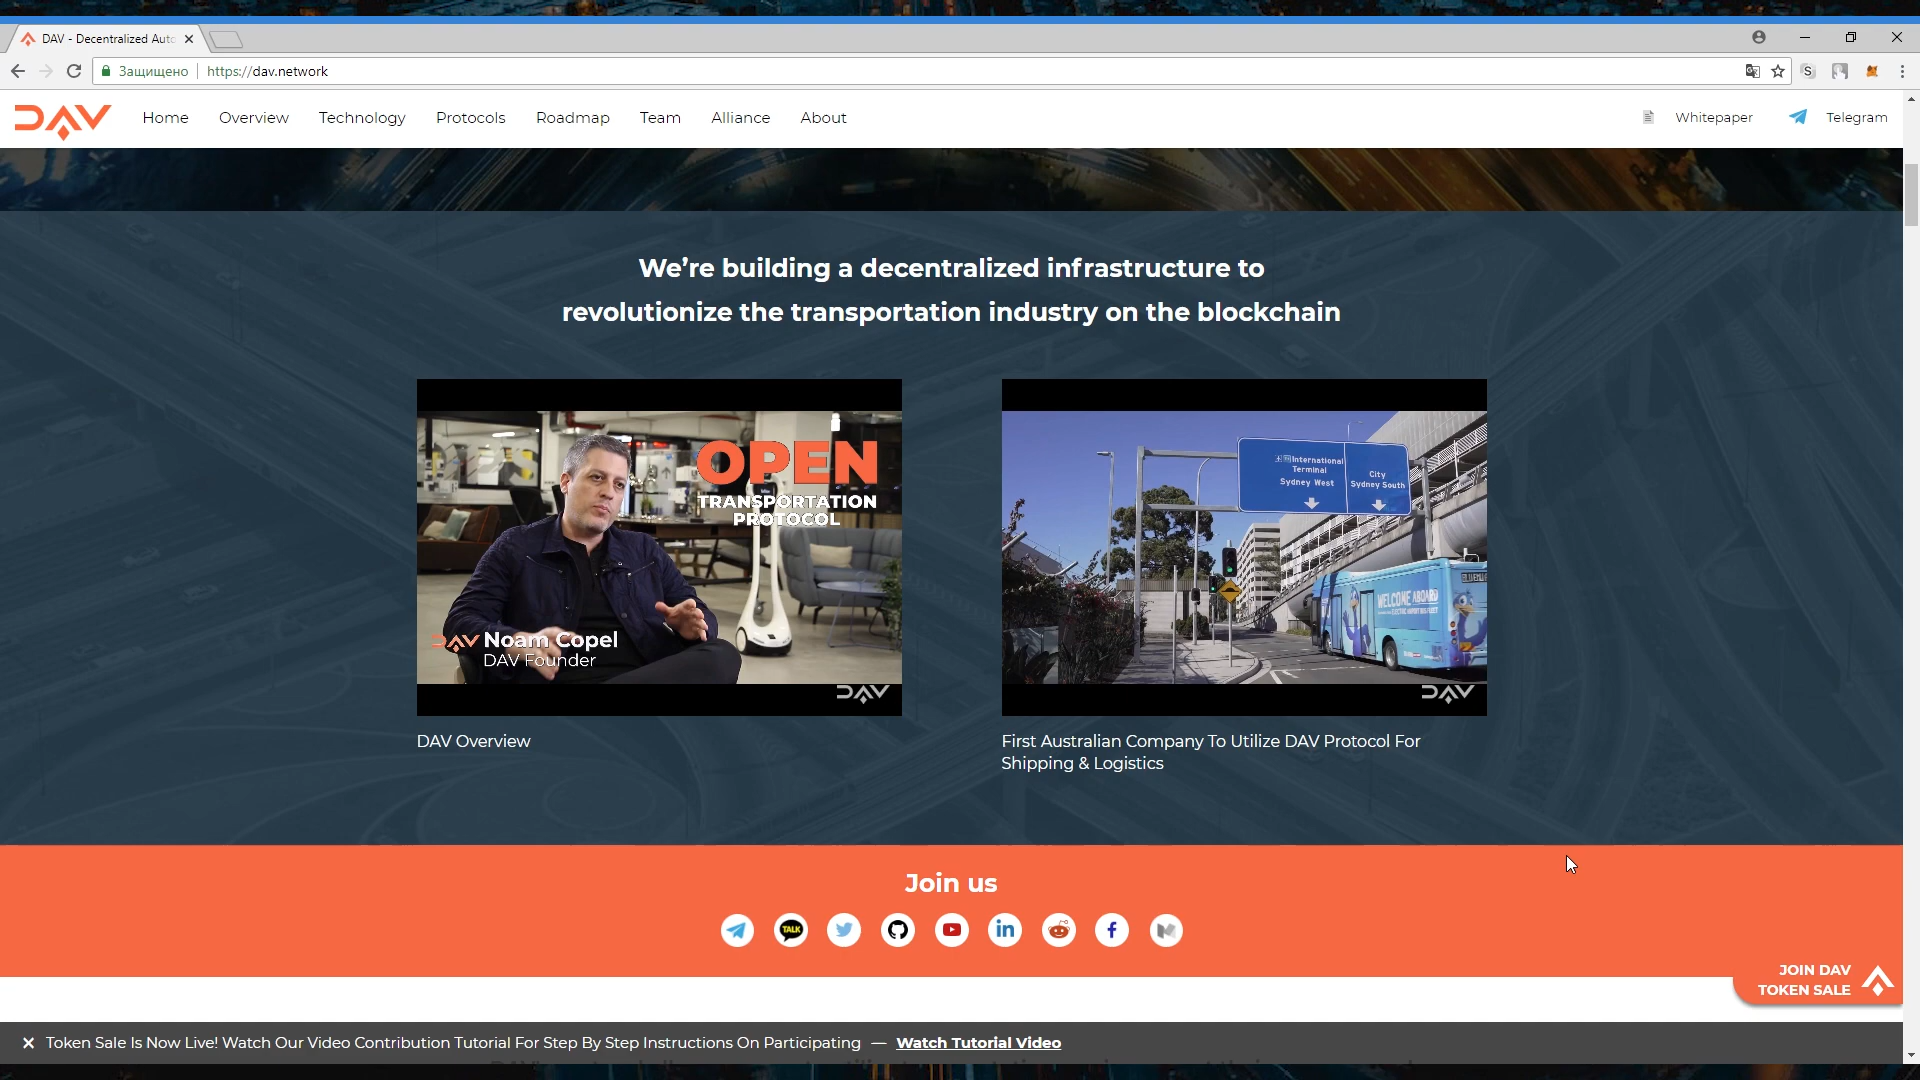 DAV - Decentralized Auto
Защищено
https://dav.network
DAV
Home
Overview
Technology
Protocols
Roadmap
Team
Alliance
About
Whitepaper
Telegram
We’re building a decentralized infrastructure to
revolutionize the transportation industry on the blockchain
OPEN
TRANSPORTATION
PROTOCOL
DAV Noam Copel
DAV Founder
DAV
International
Terminal
Sydney West
City
Sydney South
WELCOME ABOARD
DAV
DAV Overview
First Australian Company To Utilize DAV Protocol For
Shipping & Logistics
Join us
TALK
JOIN DAV
TOKEN SALE
Token Sale Is Now Live! Watch Our Video Contribution Tutorial For Step By Step Instructions On Participating — Watch Tutorial Video